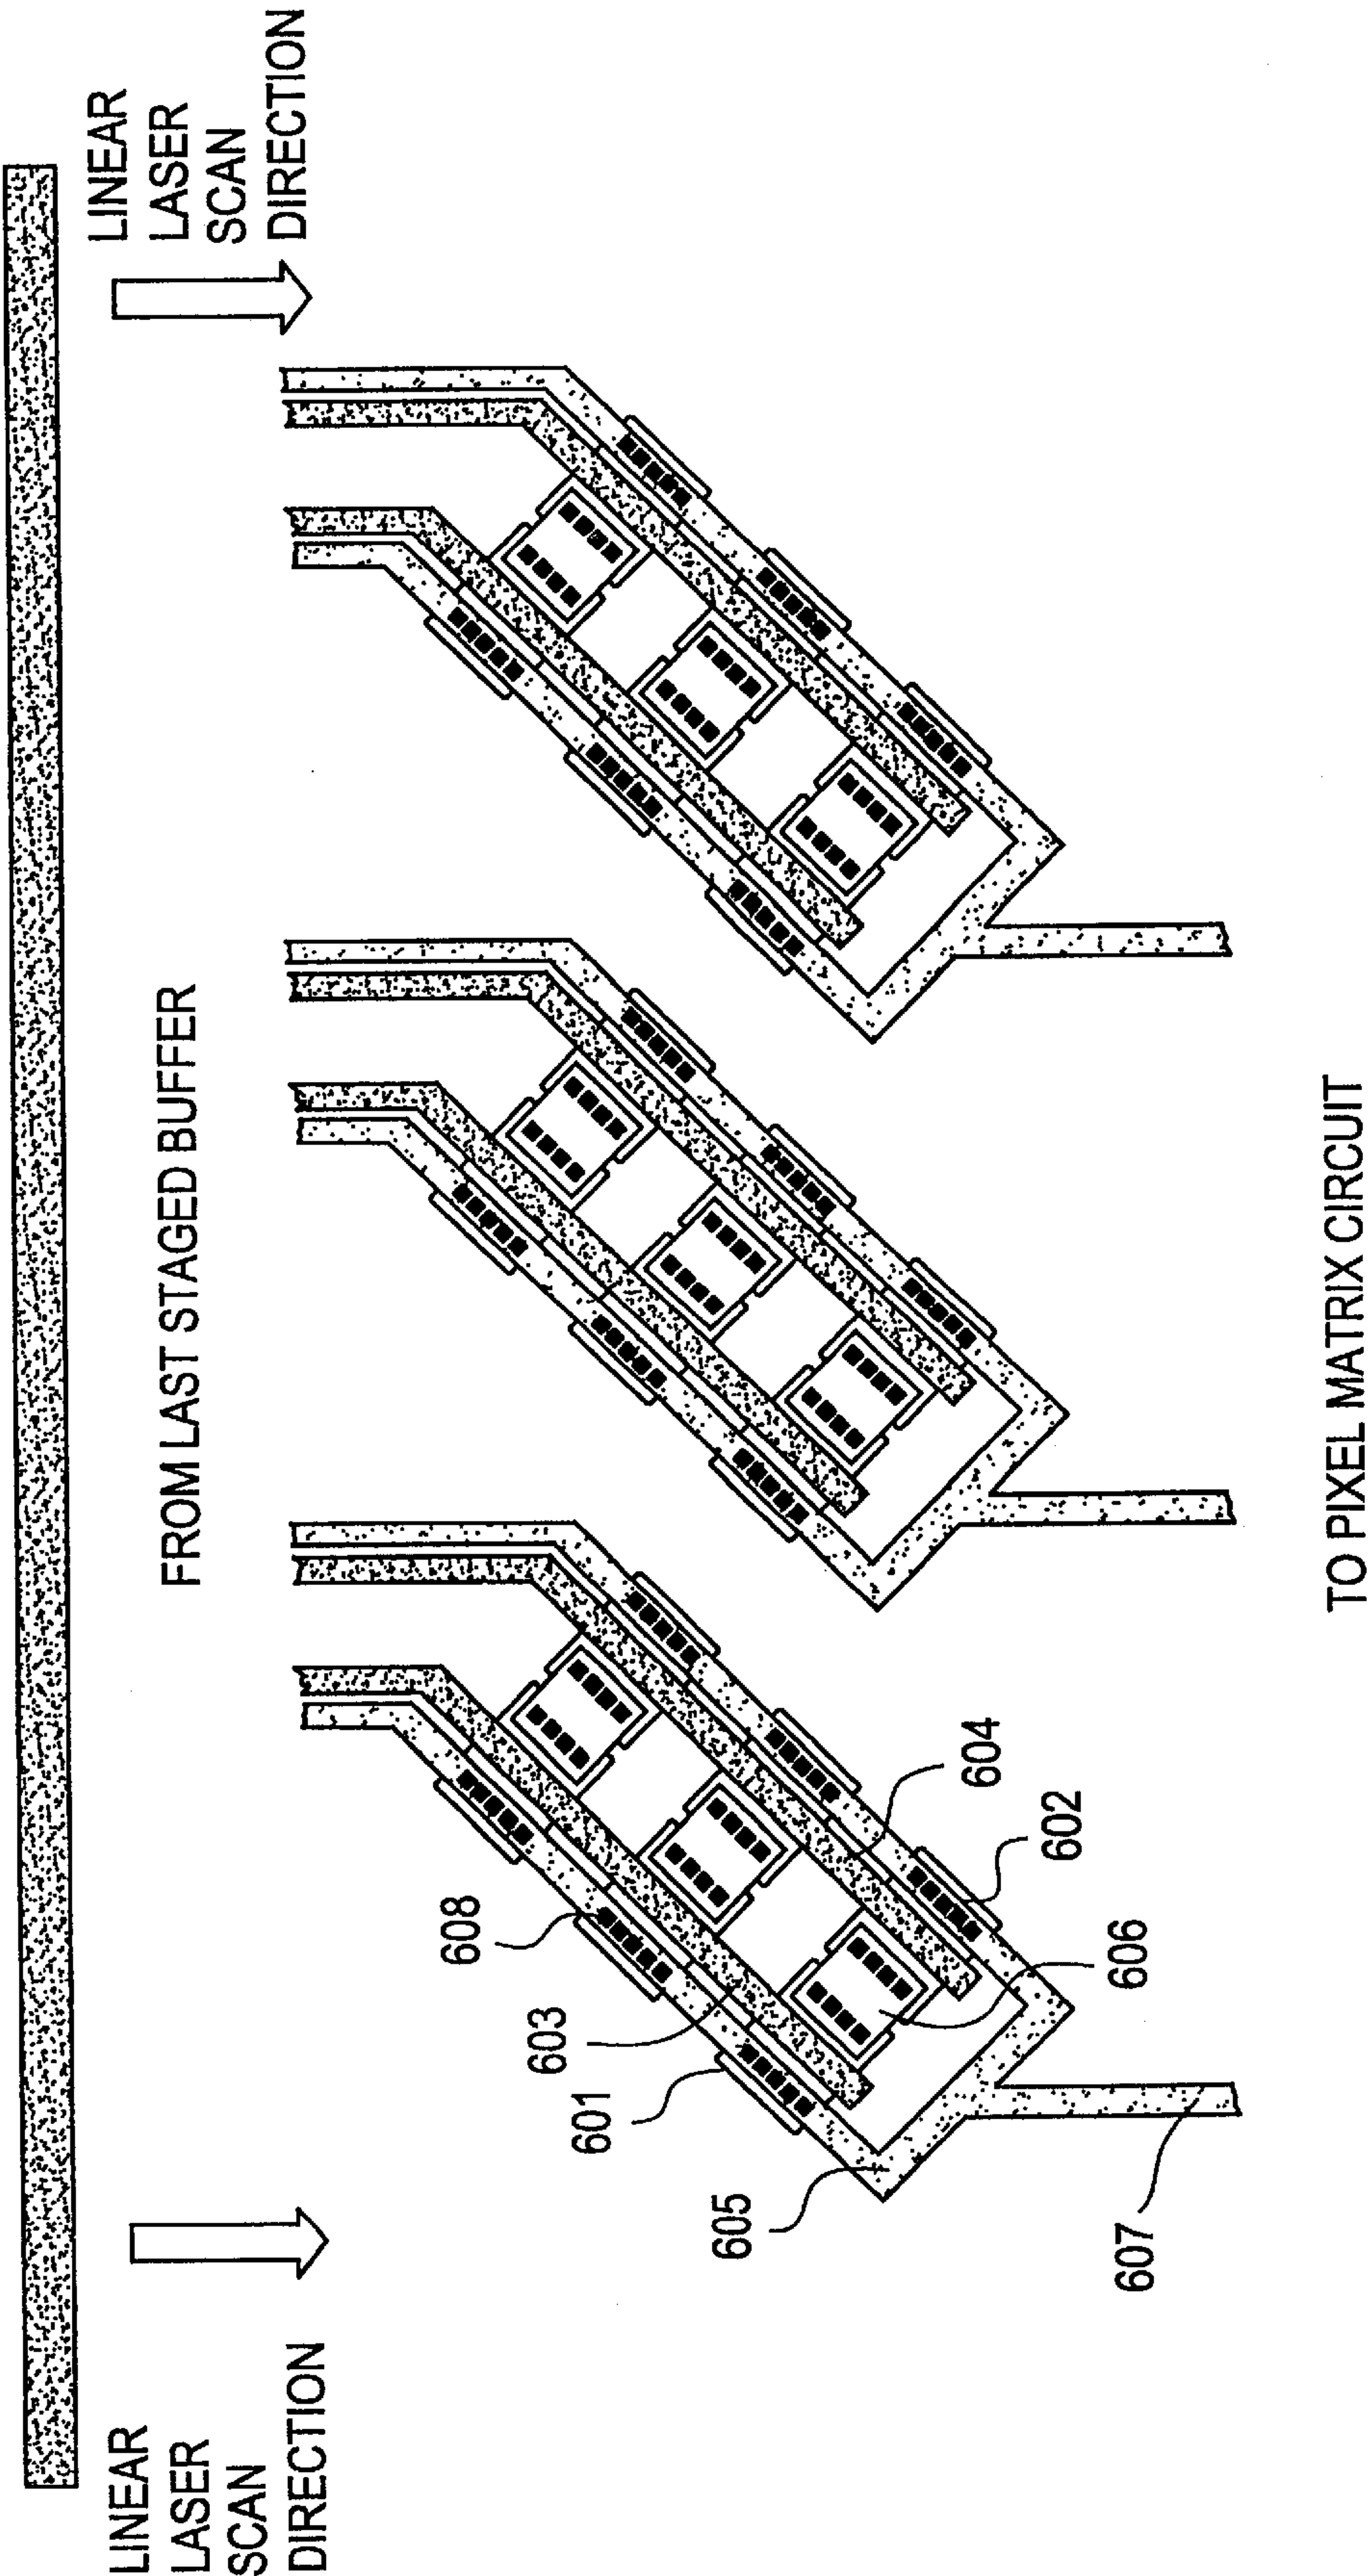 LINEAR
LASER
SCAN
DIRECTION
LINEAR
LASER
SCAN
DIRECTION
FROM LAST STAGED BUFFER
601
603
608
605
604
602
606
607
TO PIXEL MATRIX CIRCUIT